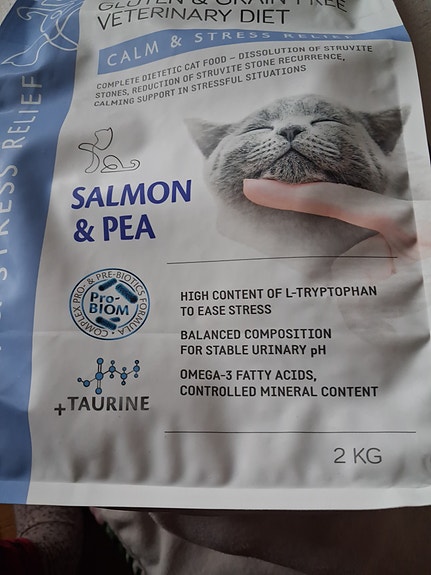 GLUTEN & GRAIN FREE
VETERINARY DIET
CALM & STRESS RELIEF
COMPLETE DIETETIC CAT FOOD – DISSOLUTION OF STRUVITE
STONES, REDUCTION OF STRUVITE STONE RECURRENCE,
CALMING SUPPORT IN STRESSFUL SITUATIONS
STRESS RELIEF
SALMON
& PEA
COMPLEX PRO- & PRE-BIOTICS FORMULA
PRO-
BIOM
+TAURINE
HIGH CONTENT OF L-TRYPTOPHAN
TO EASE STRESS
BALANCED COMPOSITION
FOR STABLE URINARY pH
OMEGA-3 FATTY ACIDS,
CONTROLLED MINERAL CONTENT
2 KG